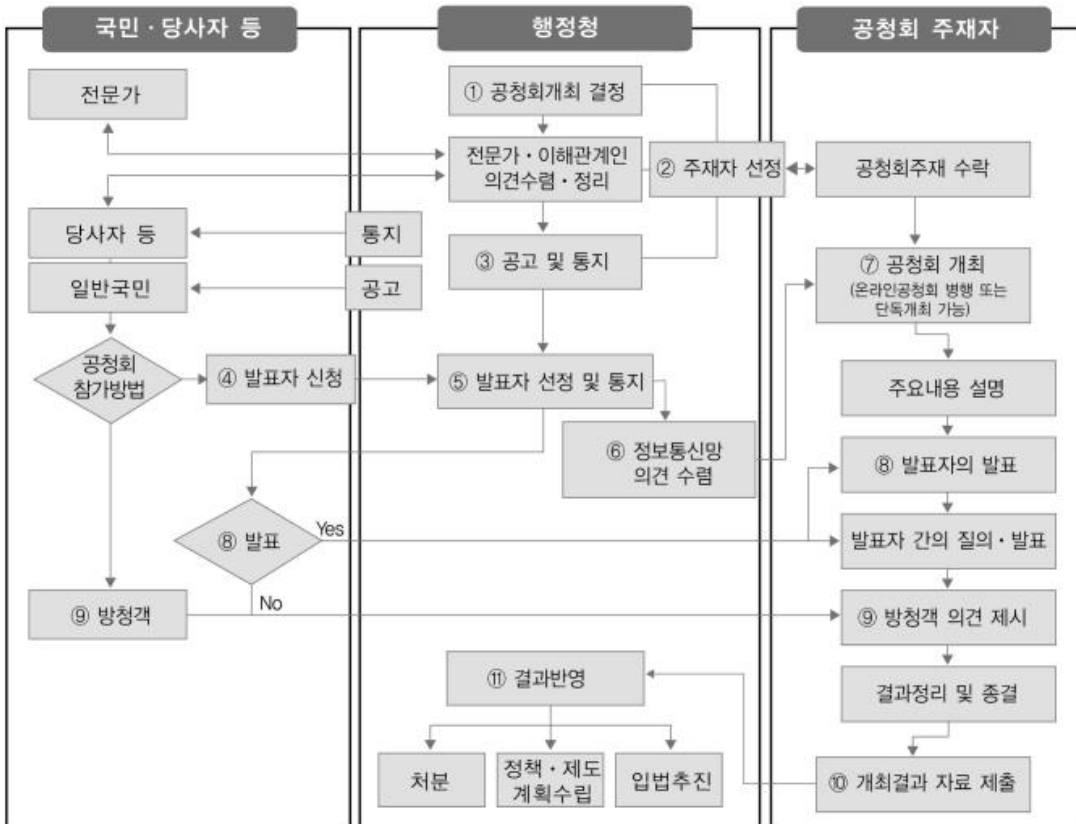 국민·당사자 등
행정청
공청회 주재자
전문가
① 공청회개최 결정
전문가·이해관계인
의견수렴·정리
② 주재자 선정
공청회주재 수락
당사자 등
통지
③ 공고 및 통지
일반국민
공고
⑦ 공청회 개최
(온라인공청회 병행 또는
단독개최 가능)
공청회
참가방법
④ 발표자 신청
⑤ 발표자 선정 및 통지
주요내용 설명
⑥ 정보통신망
의견 수렴
⑧ 발표자의 발표
⑧ 발표
Yes
발표자 간의 질의·발표
No
⑨ 방청객
⑨ 방청객 의견 제시
⑪ 결과반영
결과정리 및 종결
처분
정책·제도
계획수립
입법추진
⑩ 개최결과 자료 제출